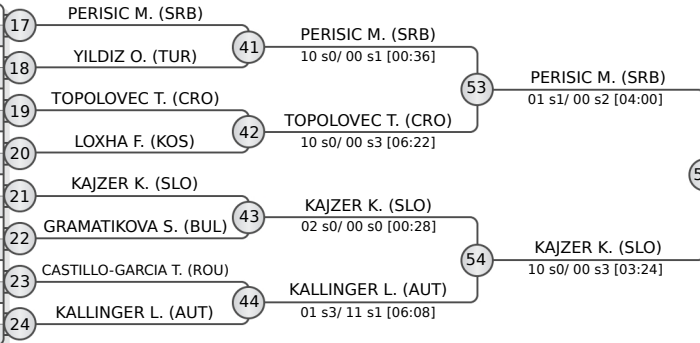 17
PERISIC M. (SRB)
41
PERISIC M. (SRB)
10 s0/ 00 s1 [00:36]
18
YILDIZ O. (TUR)
53
PERISIC M. (SRB)
01 s1/ 00 s2 [04:00]
19
TOPOLOVEC T. (CRO)
42
TOPOLOVEC T. (CRO)
10 s0/ 00 s3 [06:22]
20
LOXHA F. (KOS)
21
KAJZER K. (SLO)
43
KAJZER K. (SLO)
02 s0/ 00 s0 [00:28]
22
GRAMATIKOVA S. (BUL)
54
KAJZER K. (SLO)
10 s0/ 00 s3 [03:24]
23
CASTILLO-GARCIA T. (ROU)
44
KALLINGER L. (AUT)
01 s3/ 11 s1 [06:08]
24
KALLINGER L. (AUT)